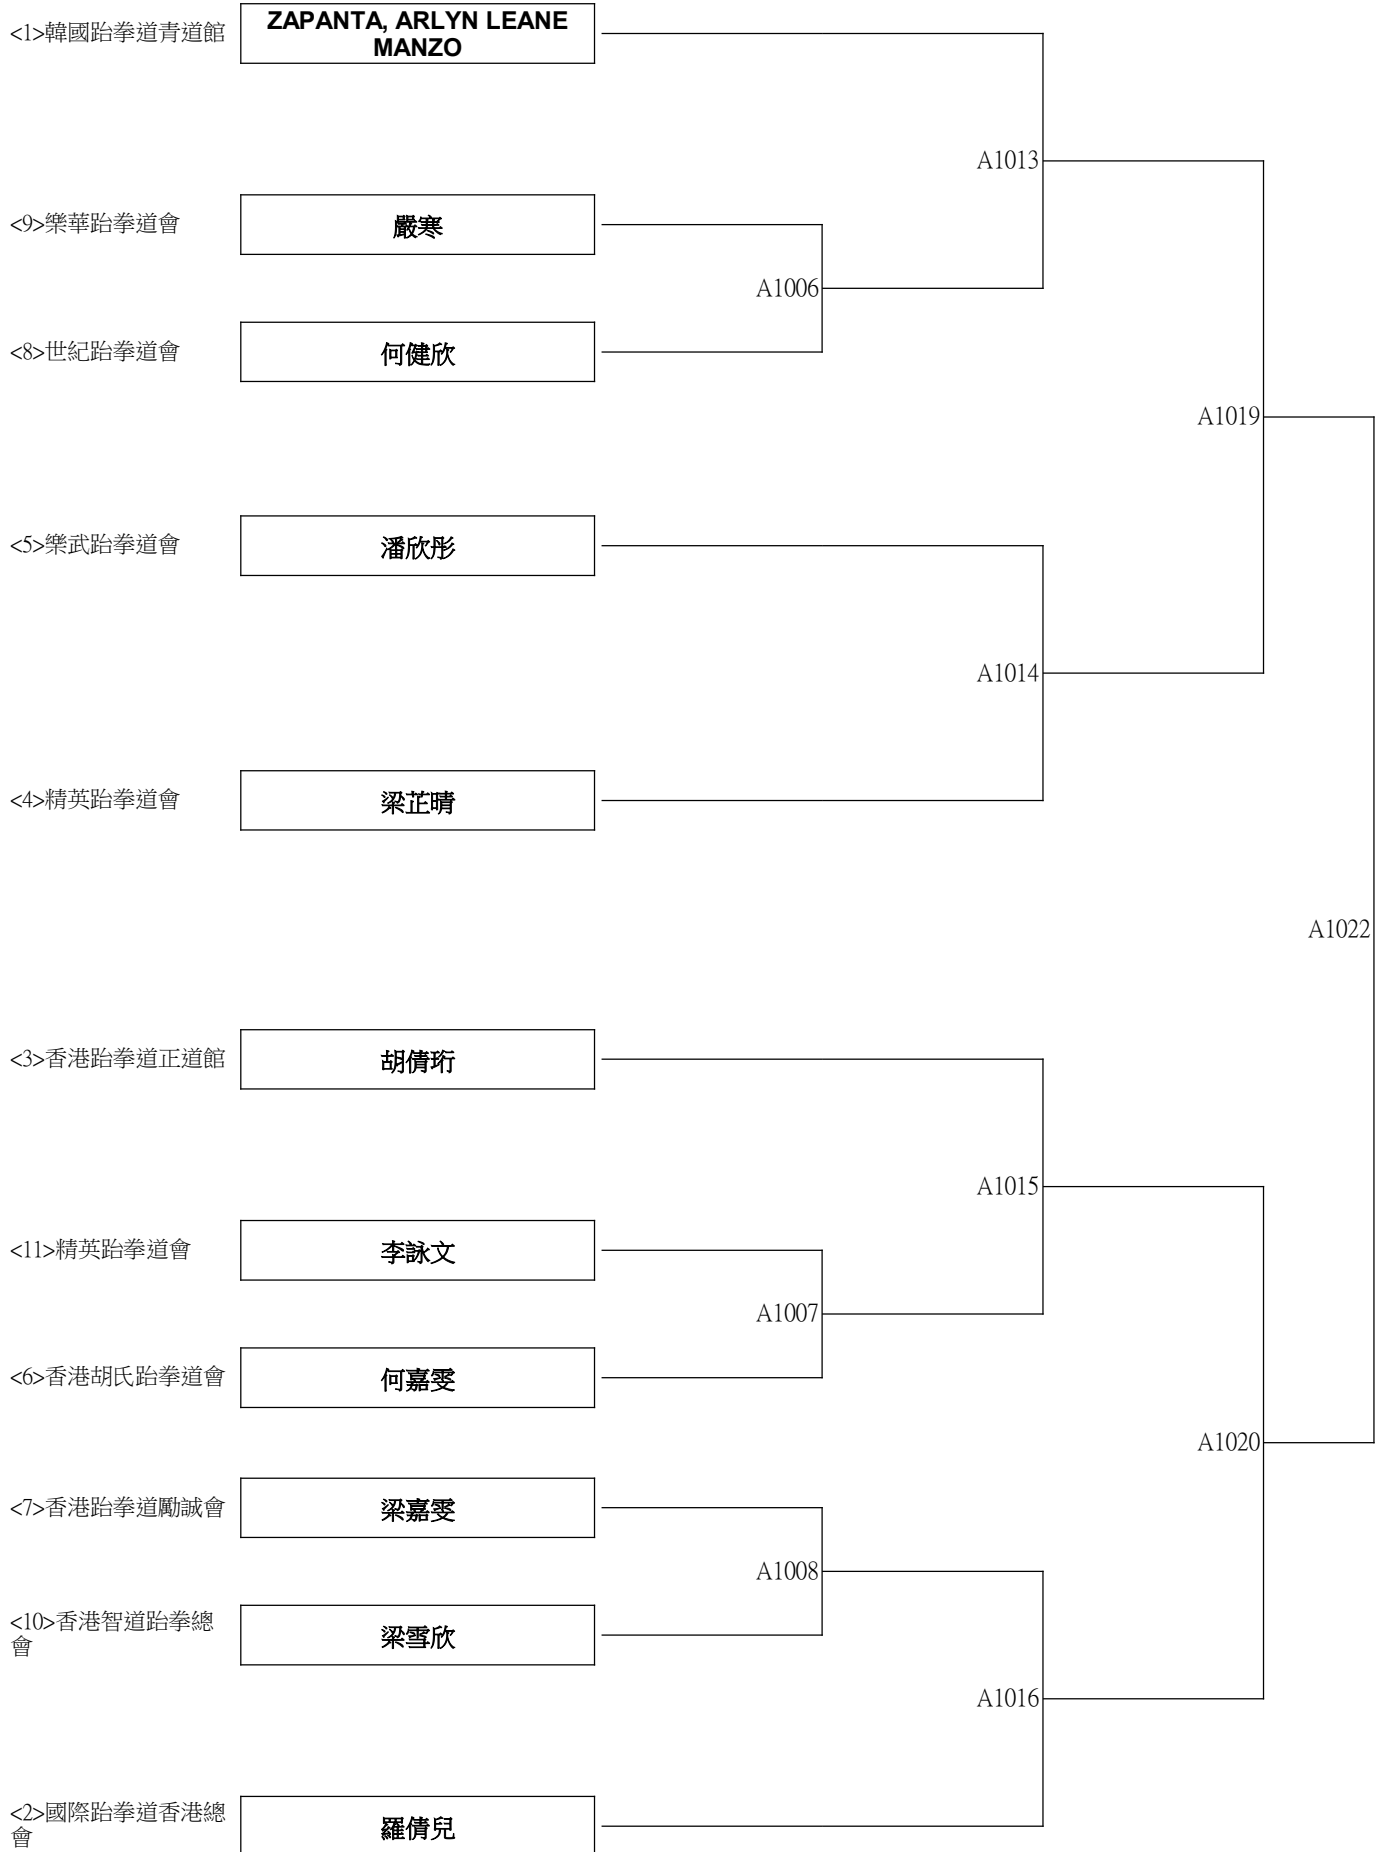 <1>韓國跆拳道青道館
ZAPANTA, ARLYN LEANE
MANZO
A1013
<9>樂華跆拳道會
嚴寒
A1006
<8>世紀跆拳道會
何健欣
A1019
<5>樂武跆拳道會
潘欣彤
A1014
<4>精英跆拳道會
梁芷晴
A1022
<3>香港跆拳道正道館
胡倩珩
A1015
<11>精英跆拳道會
李詠文
A1007
<6>香港胡氏跆拳道會
何嘉雯
A1020
<7>香港跆拳道勵誠會
梁嘉雯
A1008
<10>香港智道跆拳總
會
梁雪欣
A1016
<2>國際跆拳道香港總
會
羅倩兒